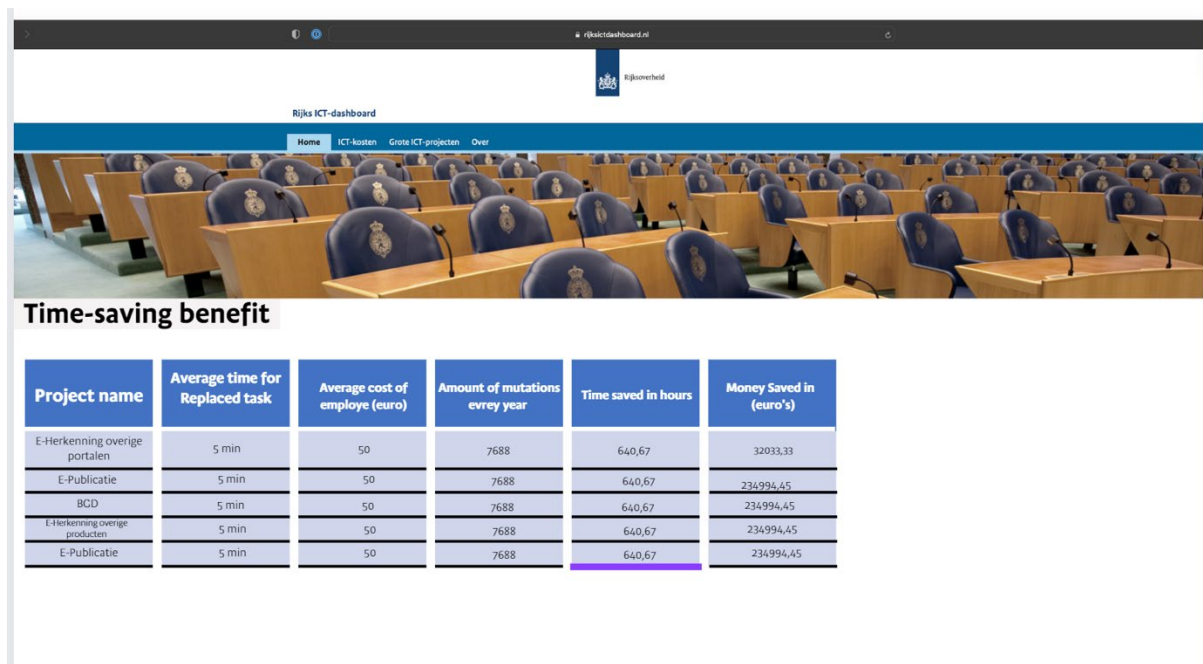 rijksictdashboard.nl
Rijksoverheid
Rijks ICT-dashboard
Home ICT-kosten Grote ICT-projecten Over
Time-saving benefit
Project name Average time for Replaced task Average cost of employe (euro) Amount of mutations evrey year Time saved in hours Money Saved in (euro's)
E-Herkenning overige portalen 5 min 50 7688 640,67 32033,33
E-Publicatie 5 min 50 7688 640,67 234994,45
BGD 5 min 50 7688 640,67 234994,45
E-Herkenning overige producten 5 min 50 7688 640,67 234994,45
E-Publicatie 5 min 50 7688 640,67 234994,45